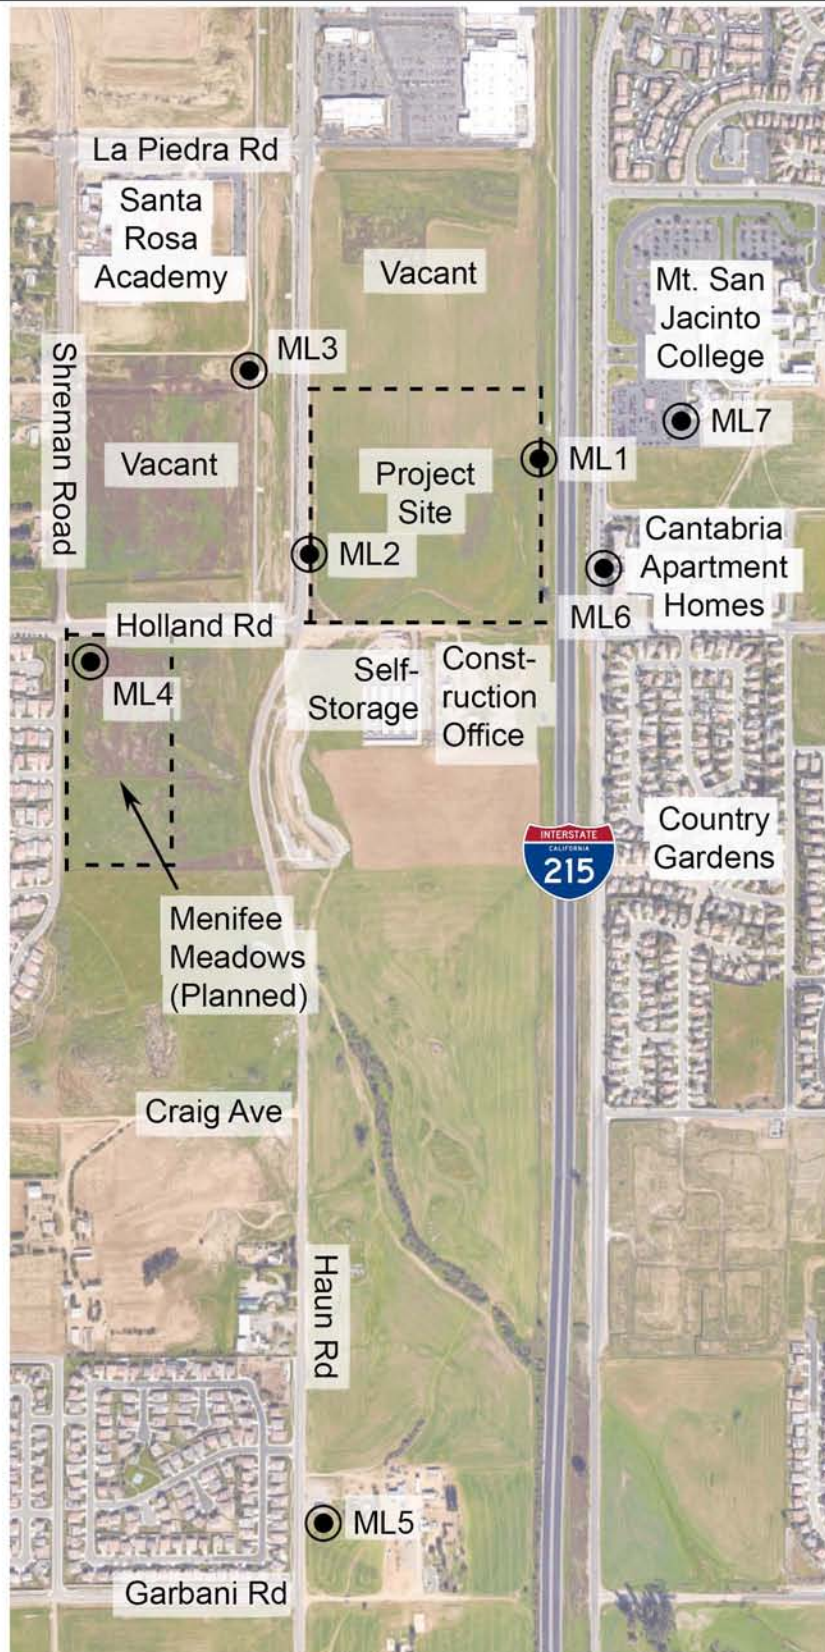 La Piedra Rd
Santa
Rosa
Academy
Vacant
Mt. San
Jacinto
College
ML3
Shreman Road
ML7
Vacant
Project
Site
ML1
ML2
Cantabria
Apartment
Homes
ML6
Holland Rd
Self-
Storage
Const-
ruction
Office
ML4
Country
Gardens
INTERSTATE
CALIFORNIA
215
Menifee
Meadows
(Planned)
Craig Ave
Haun Rd
ML5
Garbani Rd